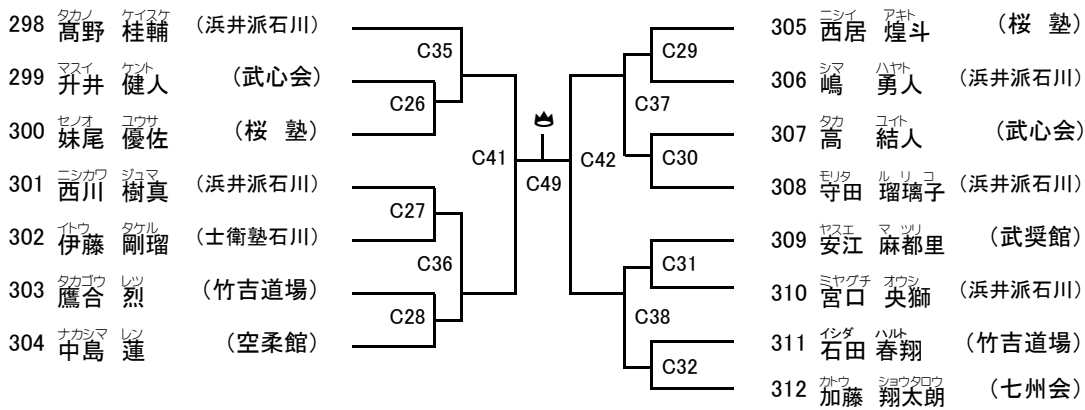 タカノ ケイスケ
298 髙野 桂輔 (浜井派石川)
マスイ ケント
299 升井 健人 (武心会)
セノオ ユウサ
300 妹尾 優佐 (桜 塾)
ニシカワ ジュマ
301 西川 樹真 (浜井派石川)
イトウ タケル
302 伊藤 剛瑠 (士衛塾石川)
タカゴウ レツ
303 鷹合 烈 (竹吉道場)
ナカシマ レン
304 中島 蓮 (空柔館)
C35
C26
C41
C27
C36
C28
C49
C42
C29
C37
C30
C31
C38
C32
ニシイ アキト
305 西居 煌斗 (桜 塾)
シマ ハヤト
306 嶋 勇人 (浜井派石川)
タカ ユイト
307 高 結人 (武心会)
モリタ ル リ コ
308 守田 瑠璃子 (浜井派石川)
ヤスエ マ ツリ
309 安江 麻都里 (武奨館)
ミヤグチ オウシ
310 宮口 央獅 (浜井派石川)
イシダ ハルト
311 石田 春翔 (竹吉道場)
カトウ ショウタロウ
312 加藤 翔太朗 (七州会)